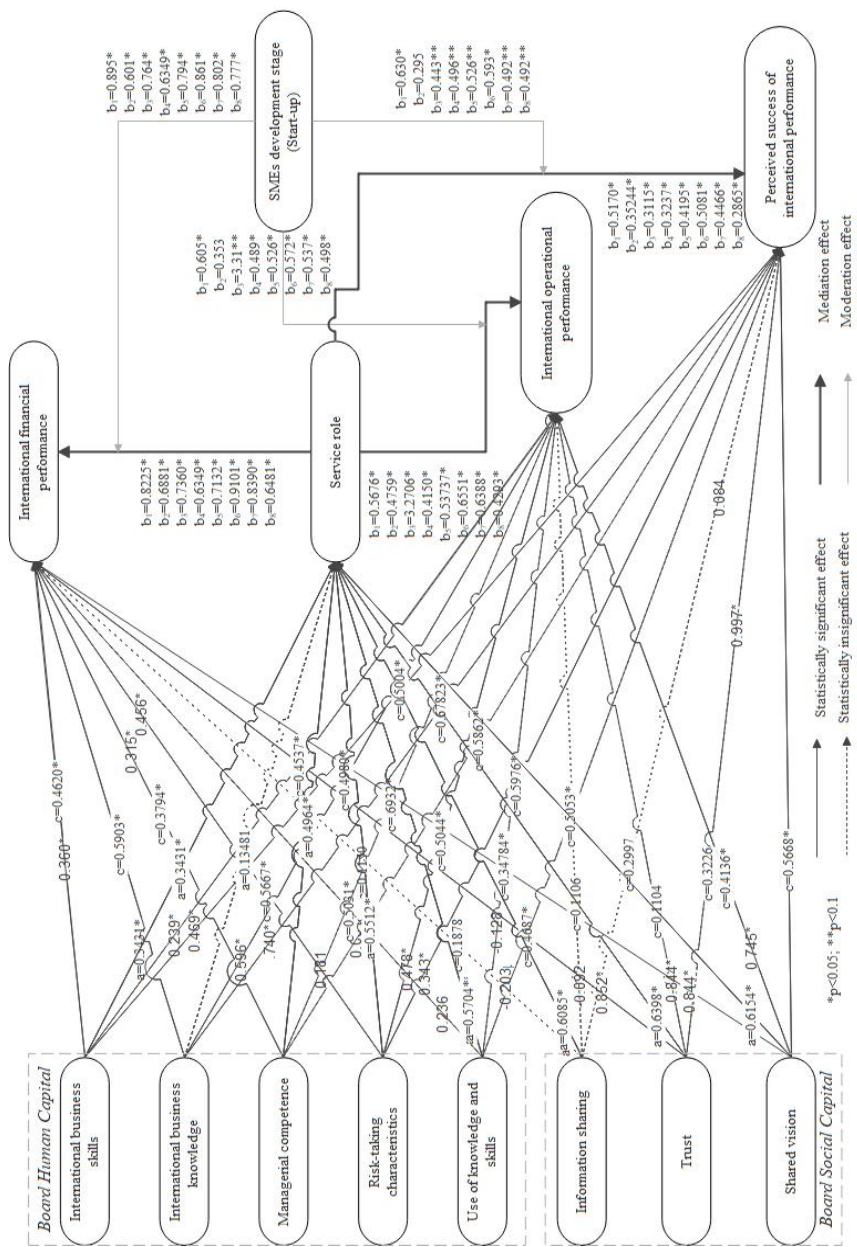 Board Human Capital
International business
skills
International business
knowledge
Managerial competence
Risk-taking
characteristics
Use of knowledge and
skills
Information sharing
Trust
Shared vision
Board Social Capital
International financial
performance
Service role
International operational
performance
Perceived success of
international performance
SMEs development stage
(Start-up)
b₁=0.895*
b₂=0.601*
b₃=0.764*
b₄=0.6349*
b₅=0.794*
b₆=0.861*
b₇=0.802*
b₈=0.777*
b₁=0.630*
b₂=0.295
b₃=0.443**
b₄=0.496**
b₅=0.526**
b₆=0.593*
b₇=0.492**
b₈=0.492**
b₁=0.605*
b₂=0.353
b₃=3.31**
b₄=0.489*
b₅=0.526*
b₆=0.572*
b₇=0.537*
b₈=0.498*
b₁=0.8225*
b₂=0.6881*
b₃=0.7360*
b₄=0.6349*
b₅=0.7132*
b₆=0.9101*
b₇=0.8390*
b₈=0.6481*
b₁=0.5676*
b₂=0.4759*
b₃=3.2706*
b₄=0.4150*
b₅=0.53737*
b₆=0.6551*
b₇=0.6388*
b₈=0.4293*
b₁=0.5170*
b₂=0.35244*
b₃=0.3115*
b₄=0.3237*
b₅=0.4195*
b₆=0.5081*
b₇=0.4466*
b₈=0.2865*
c=0.4620*
0.360*
c=0.5903*
0.315*
0.456*
c=0.3794*
a=0.3431*
a=0.3431*
a=0.13481
0.239*
0.469*
c=0.5667*
0.596*
.740*
c=0.4537*
a=0.4964*
c=0.4980*
c=0.5004*
c=0.67823*
c=.6932*
a=0.5512*
0.478*
0.343*
0.236
c=0.1878
c=0.5044*
c=0.5862*
c=0.34784*
c=0.5976*
0.128
-0.203
c=0.4687*
a=0.5704*
a=0.6085*
c=0.5053*
c=0.1106
-0.092
0.862*
c=0.2997
a=0.6398*
0.844*
0.844*
0.084
0.997*
c=0.3226
c=0.4136*
0.745*
a=0.6154*
c=0.5668*
*p<0.05; **p<0.1
Statistically significant effect
Statistically insignificant effect
Mediation effect
Moderation effect